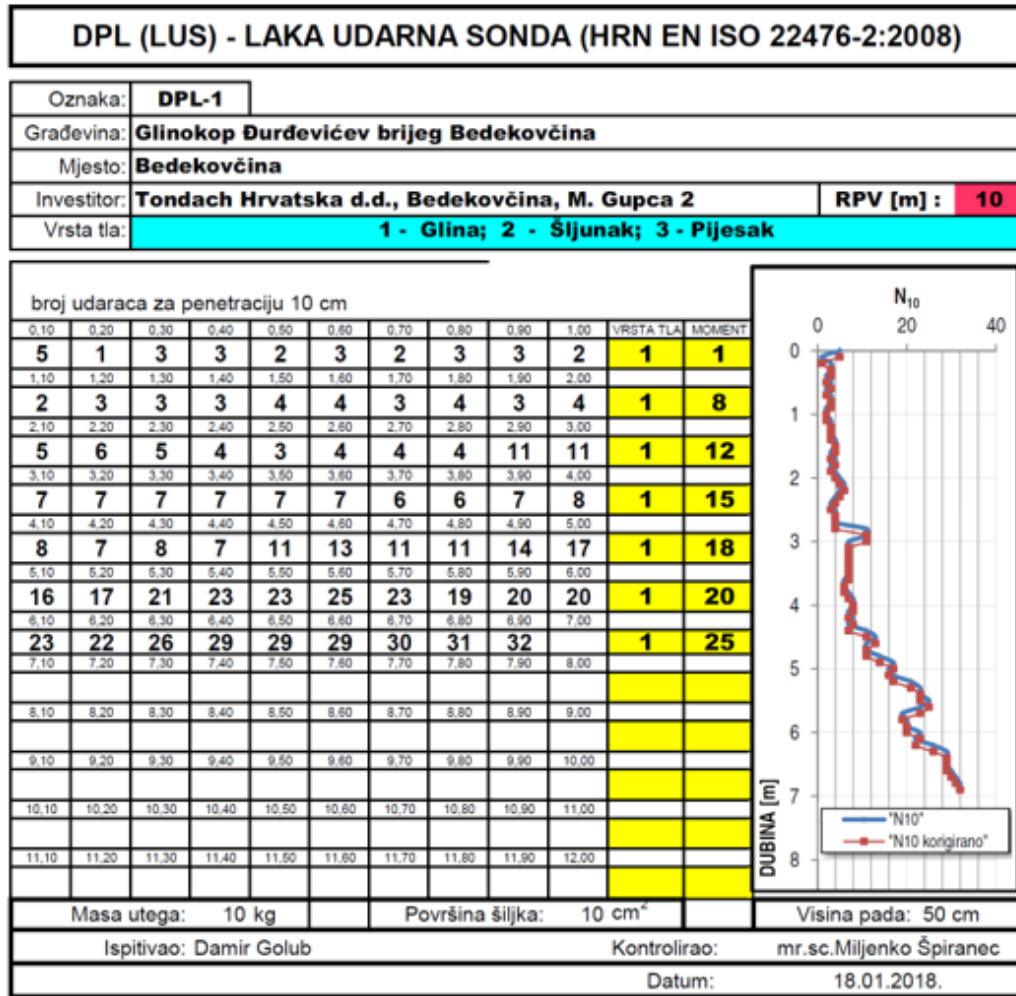 DPL (LUS) - LAKA UDARNA SONDA (HRN EN ISO 22476-2:2008)
Oznaka: DPL-1
Građevina: Glinokop Đurđevićev brijeg Bedekovčina
Mjesto: Bedekovčina
Investitor: Tondach Hrvatska d.d., Bedekovčina, M. Gupca 2 RPV [m] : 10
Vrsta tla: 1 - Glina; 2 - Šljunak; 3 - Pijesak
broj udaraca za penetraciju 10 cm
0,10 0,20 0,30 0,40 0,50 0,60 0,70 0,80 0,90 1,00 VRSTA TLA MOMENT
5 1 3 3 2 3 2 3 3 2 1 1
1,10 1,20 1,30 1,40 1,50 1,60 1,70 1,80 1,90 2,00
2 3 3 3 4 4 3 4 3 4 1 8
2,10 2,20 2,30 2,40 2,50 2,60 2,70 2,80 2,90 3,00
5 6 5 4 3 4 4 4 11 11 1 12
3,10 3,20 3,30 3,40 3,50 3,60 3,70 3,80 3,90 4,00
7 7 7 7 7 7 6 6 7 8 1 15
4,10 4,20 4,30 4,40 4,50 4,60 4,70 4,80 4,90 5,00
8 7 8 7 11 13 11 11 14 17 1 18
5,10 5,20 5,30 5,40 5,50 5,60 5,70 5,80 5,90 6,00
16 17 21 23 23 25 23 19 20 20 1 20
6,10 6,20 6,30 6,40 6,50 6,60 6,70 6,80 6,90 7,00
23 22 26 29 29 29 30 31 32 1 25
7,10 7,20 7,30 7,40 7,50 7,60 7,70 7,80 7,90 8,00
8,10 8,20 8,30 8,40 8,50 8,60 8,70 8,80 8,90 9,00
9,10 9,20 9,30 9,40 9,50 9,60 9,70 9,80 9,90 10,00
10,10 10,20 10,30 10,40 10,50 10,60 10,70 10,80 10,90 11,00
11,10 11,20 11,30 11,40 11,50 11,60 11,70 11,80 11,90 12,00
N₁₀
0 20 40
0
1
2
3
4
5
6
7
8
DUBINA [m]
"N10"
"N10 korigirano"
Masa utega: 10 kg Površina šiljka: 10 cm² Visina pada: 50 cm
Ispitivao: Damir Golub Kontrolirao: mr.sc.Miljenko Špiranec
Datum: 18.01.2018.